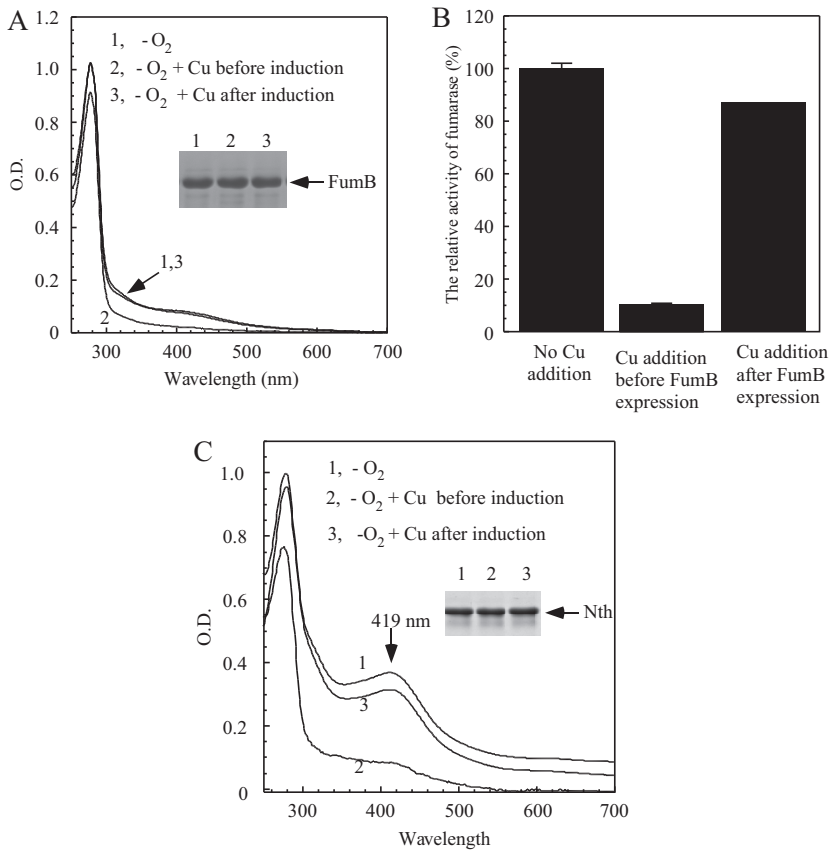 A
1.2
1.0
0.8
0.6
0.4
0.2
0
O.D.
1, - O2
2, - O2 + Cu before induction
3, - O2 + Cu after induction
1 2 3
FumB
1,3
2
300 400 500 600 700
Wavelength (nm)
B
The relative activity of fumarase (%)
120
100
80
60
40
20
0
No Cu
addition
Cu addition
before FumB
expression
Cu addition
after FumB
expression
C
1.0
0.8
0.6
0.4
0.2
0
O.D.
1, - O2
2, - O2 + Cu before induction
3, -O2 + Cu after induction
1 2 3
Nth
419 nm
1
3
2
300 400 500 600 700
Wavelength